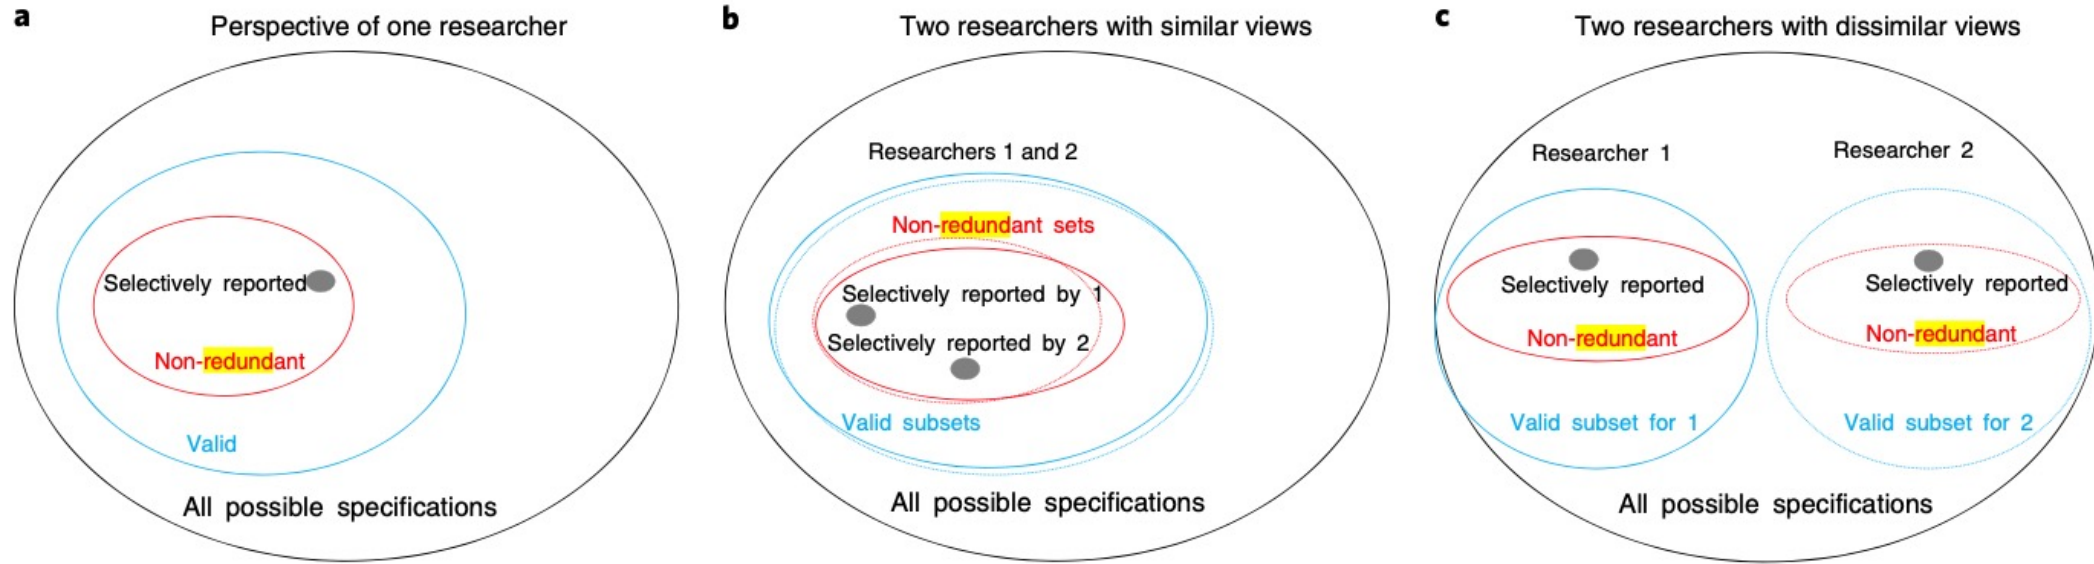 a
Perspective of one researcher
Selectively reported
Non-redundant
Valid
All possible specifications
b
Two researchers with similar views
Researchers 1 and 2
Non-redundant sets
Selectively reported by 1
Selectively reported by 2
Valid subsets
All possible specifications
c
Two researchers with dissimilar views
Researcher 1
Selectively reported
Non-redundant
Valid subset for 1
Researcher 2
Selectively reported
Non-redundant
Valid subset for 2
All possible specifications